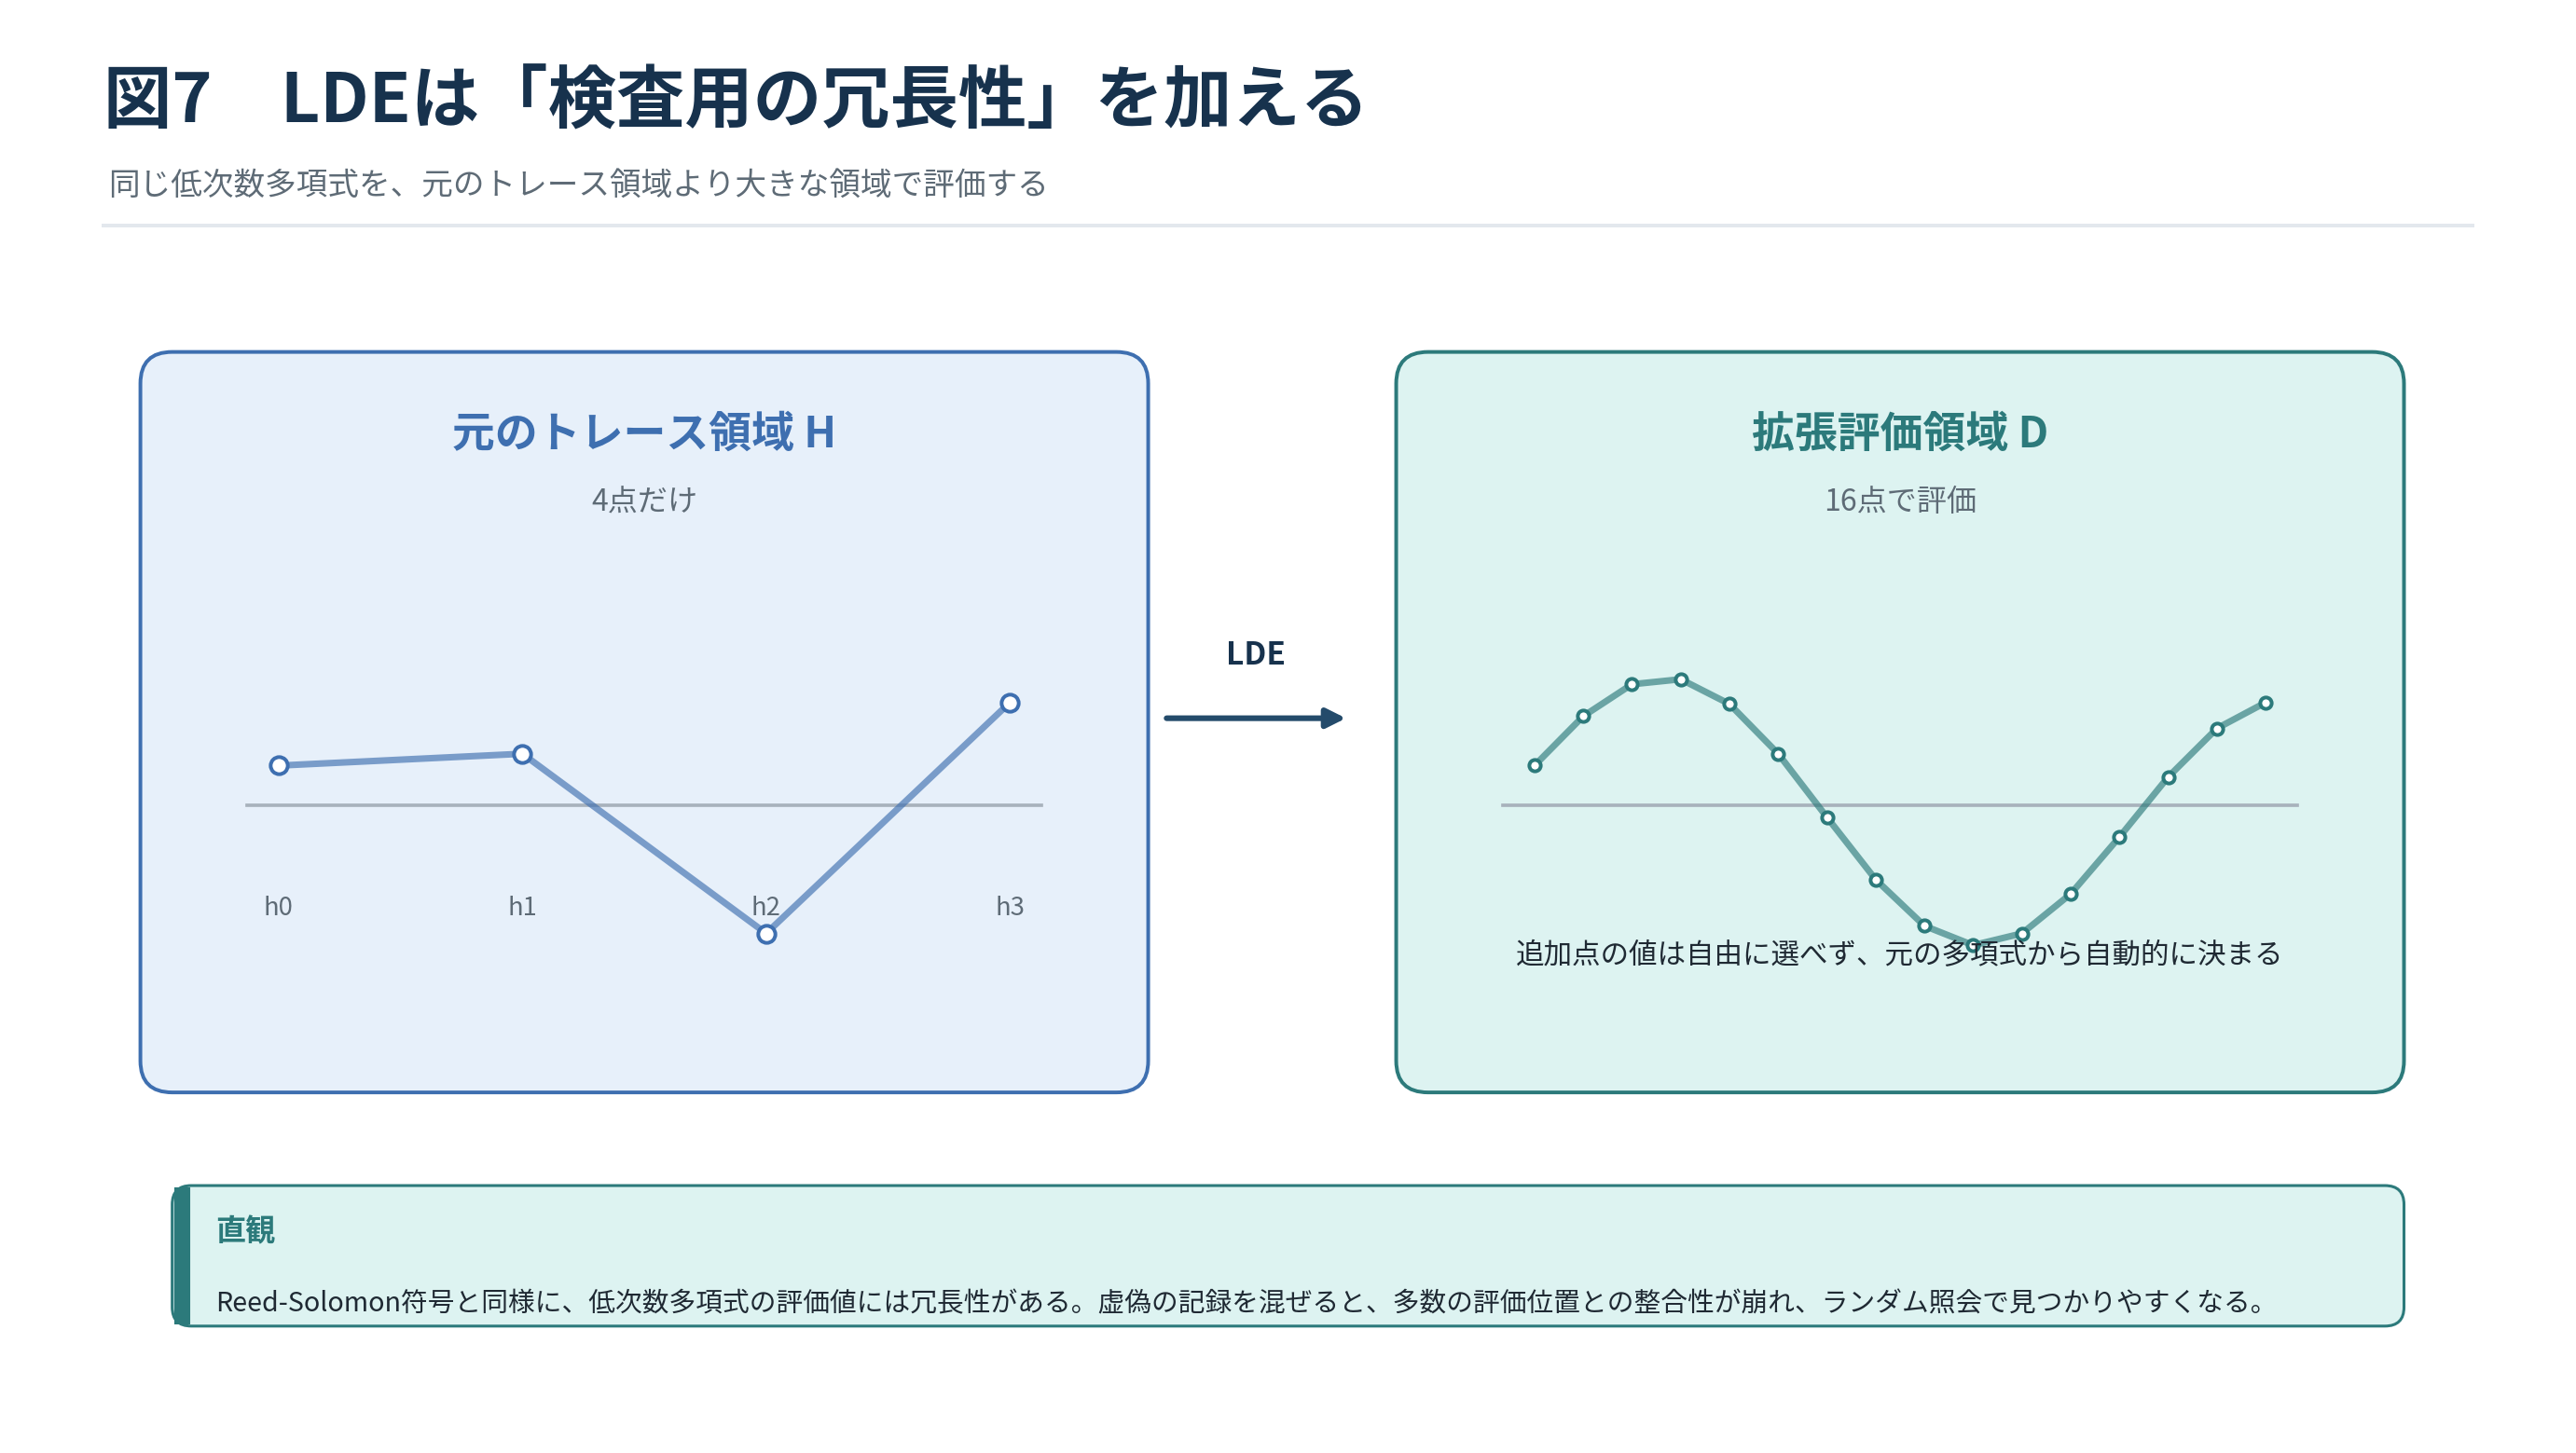 図7　LDEは「検査用の冗長性」を加える
同じ低次数多項式を、元のトレース領域より大きな領域で評価する
元のトレース領域 H
4点だけ
h0
h1
h2
h3
LDE
拡張評価領域 D
16点で評価
追加点の値は自由に選べず、元の多項式から自動的に決まる
直観
Reed-Solomon符号と同様に、低次数多項式の評価値には冗長性がある。虚偽の記録を混ぜると、多数の評価位置との整合性が崩れ、ランダム照会で見つかりやすくなる。